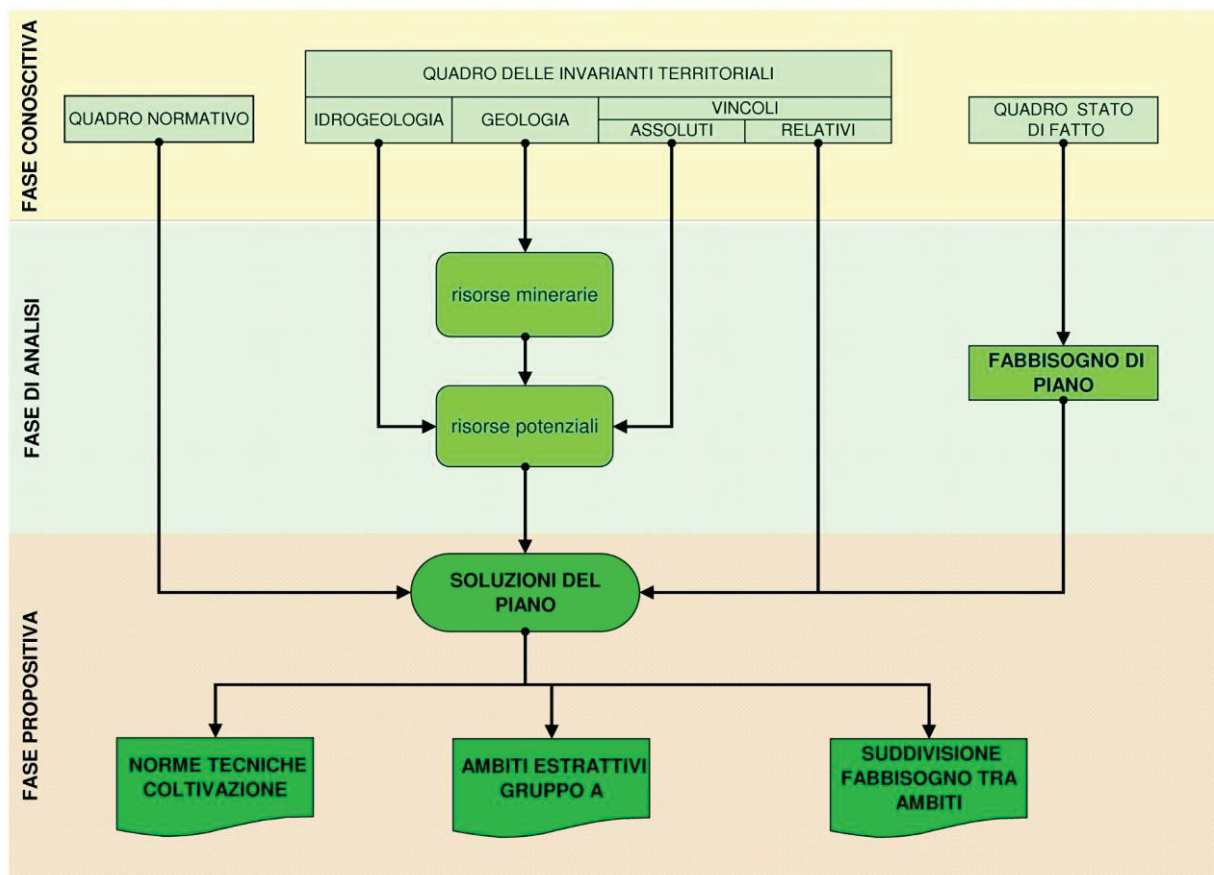 FASE CONOSCITIVA
QUADRO NORMATIVO
QUADRO DELLE INVARIANTI TERRITORIALI
IDROGEOLOGIA
GEOLOGIA
VINCOLI
ASSOLUTI
RELATIVI
QUADRO STATO
DI FATTO
FASE DI ANALISI
risorse minerarie
risorse potenziali
FABBISOGNO DI
PIANO
FASE PROPOSITIVA
SOLUZIONI DEL
PIANO
NORME TECNICHE
COLTIVAZIONE
AMBITI ESTRATTIVI
GRUPPO A
SUDDIVISIONE
FABBISOGNO TRA
AMBITI